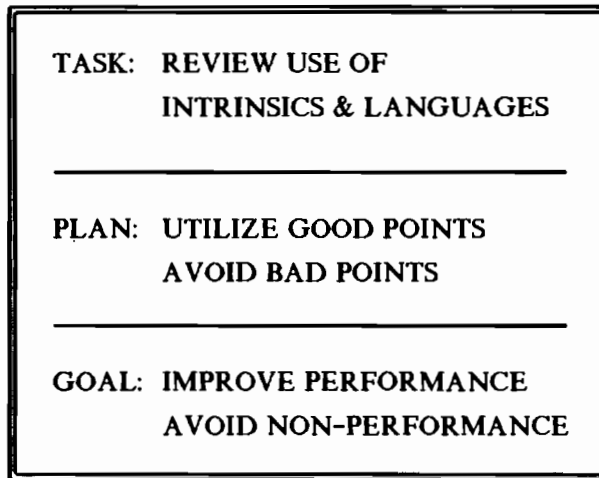 TASK: REVIEW USE OF
INTRINSICS & LANGUAGES
PLAN: UTILIZE GOOD POINTS
AVOID BAD POINTS
GOAL: IMPROVE PERFORMANCE
AVOID NON-PERFORMANCE